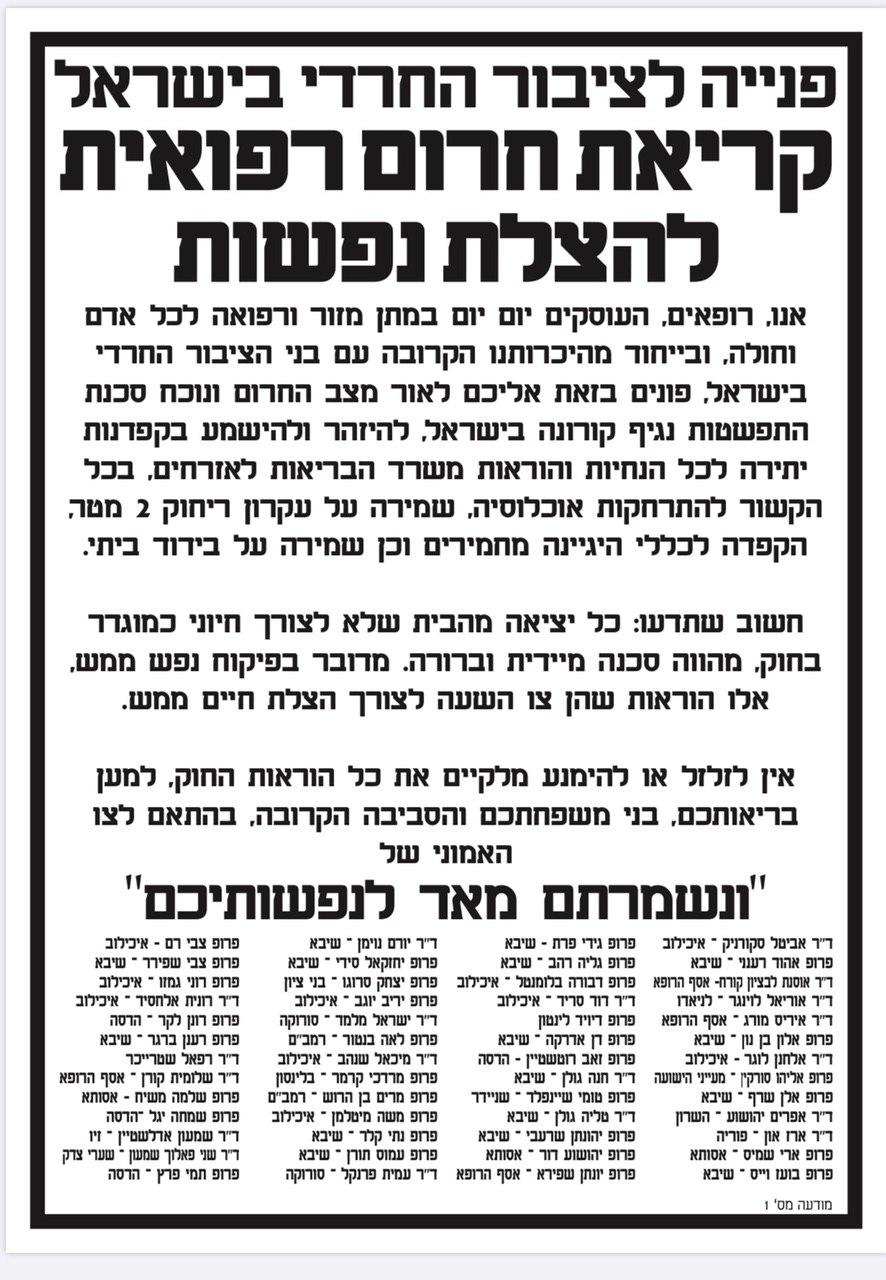 פנייה לציבור החרדי בישראל
קריאת חרום רפואית
להצלת נפשות
אנו, רופאים, העוסקים יום יום במתן מזור ורפואה לכל אדם
וחולה, ובייחוד מהיכרותנו הקרובה עם בני הציבור החרדי
בישראל, פונים בזאת אליכם לאור מצב החרום ונוכח סכנת
התפשטות נגיף קורונה בישראל, להיזהר ולהישמע בקפדנות
יתירה לכל הנחיות והוראות משרד הבריאות לאזרחים, בכל
הקשור להתרחקות אוכלוסיה, שמירה על עקרון ריחוק 2 מטר,
הקפדה לכללי היגיינה מחמירים וכן שמירה על בידוד ביתי.
חשוב שתדעו: כל יציאה מהבית שלא לצורך חיוני כמוגדר
בחוק, מהווה סכנה מיידית וברורה. מדובר בפיקוח נפש ממש,
אלו הוראות שהן צו השעה לצורך הצלת חיים ממש.
אין לזלזל או להימנע מלקיים את כל הוראות החוק, למען
בריאותכם, בני משפחתכם והסביבה הקרובה, בהתאם לצו
האמוני של
"ונשמרתם מאד לנפשותיכם"
ד"ר אביטל סקורניק - איכילוב
פרופ אהוד רעני - שיבא
ד"ר אוסנת לבציון קורח- אסף הרופא
ד"ר אוריאל לוינגר - לניאדו
ד"ר איריס מורג - אסף הרופא
פרופ אלון בן נון - שיבא
ד"ר אלחנן לוגר - איכילוב
פרופ אליהו סורקין - מעייני הישועה
פרופ אלן שרף - שיבא
ד"ר אפרים יהושוע - השרון
ד"ר ארז און - פוריה
פרופ ארי שמיס - אסותא
פרופ בועז וייס - שיבא
פרופ גידי פרת - שיבא
פרופ גליה רהב - שיבא
פרופ דבורה בלומנטל - איכילוב
ד"ר דור סריד - איכילוב
פרופ דיויד לינטון
פרופ דן אדרקה - שיבא
פרופ זאב רוטשטיין - הדסה
ד"ר חנה גולן - שיבא
פרופ טומי שיינפלד - שניידר
ד"ר טליה גולן - שיבא
פרופ יהונתן שרעבי - שיבא
פרופ יהושוע דור - אסותא
פרופ יונתן שפירא - אסף הרופא
ד"ר יורם נוימן - שיבא
פרופ יחזקאל סידי - שיבא
פרופ יצחק סרוגו - בני ציון
פרופ יריב יוגב - איכילוב
ד"ר ישראל מלמד - סורוקה
פרופ לאה בנטור - רמב"ם
ד"ר מיכאל שנהב - איכילוב
פרופ מרדכי קרמר - בלינסון
פרופ מרים בן הרוש - רמב"ם
פרופ משה מיטלמן - איכילוב
פרופ נתי קלר - שיבא
פרופ עמוס תורן - שיבא
ד"ר עמית פרנקל - סורוקה
פרופ צבי רם - איכילוב
פרופ צבי שפירר - שיבא
פרופ רוני גמזו - איכילוב
ד"ר רונית אלחסיד - איכילוב
פרופ רונן לקר - הדסה
פרופ רענן ברגר - שיבא
ד"ר רפאל שטרייכר
ד"ר שלומית קורן - אסף הרופא
פרופ שלמה משיח - אסותא
פרופ שמחה יגל -הדסה
ד"ר שמעון אדלשטיין - זיו
ד"ר שני פאלוך שמעון - שערי צדק
פרופ תמי פרץ - הדסה
מודעה מס' 1